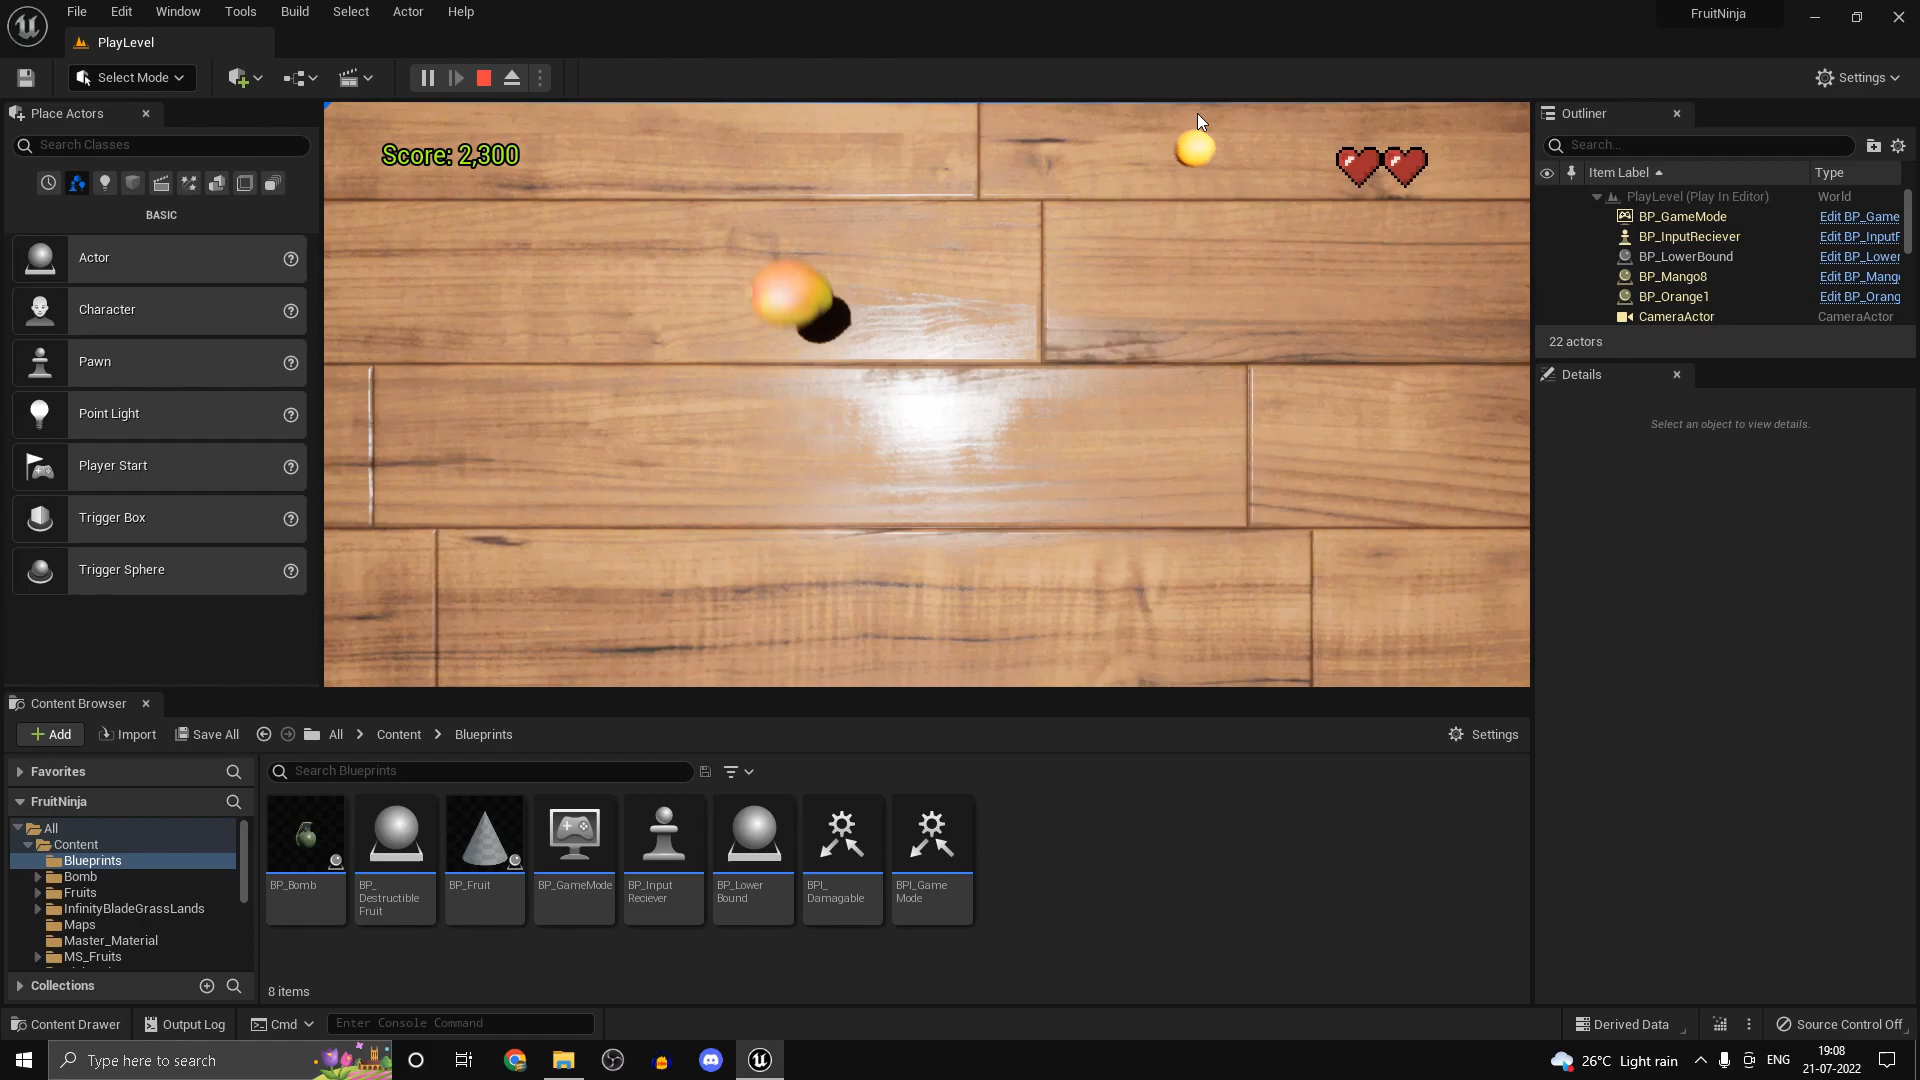 File Edit Window Tools Build Select Actor Help
FruitNinja
PlayLevel
Select Mode
Settings
Place Actors
Search Classes
BASIC
Actor
Character
Pawn
Point Light
Player Start
Trigger Box
Trigger Sphere
Score: 2,300
Outliner
Search...
Item Label Type
PlayLevel (Play In Editor) World
BP_GameMode Edit BP_Game
BP_InputReciever Edit BP_InputF
BP_LowerBound Edit BP_Lower
BP_Mango8 Edit BP_Mang
BP_Orange1 Edit BP_Orang
CameraActor CameraActor
22 actors
Details
Select an object to view details.
Content Browser
Add Import Save All All Content Blueprints Settings
Favorites
FruitNinja
All
Content
Blueprints
Bomb
Fruits
InfinityBladeGrassLands
Maps
Master_Material
MS_Fruits
Collections
Search Blueprints
BP_Bomb
BP_
Destructible
Fruit
BP_Fruit
BP_GameMode
BP_Input
Reciever
BP_Lower
Bound
BPI_
Damagable
BPI_Game
Mode
8 items
Content Drawer Output Log Cmd Enter Console Command Derived Data Source Control Off
Type here to search
26°C Light rain ENG
19:08
21-07-2022